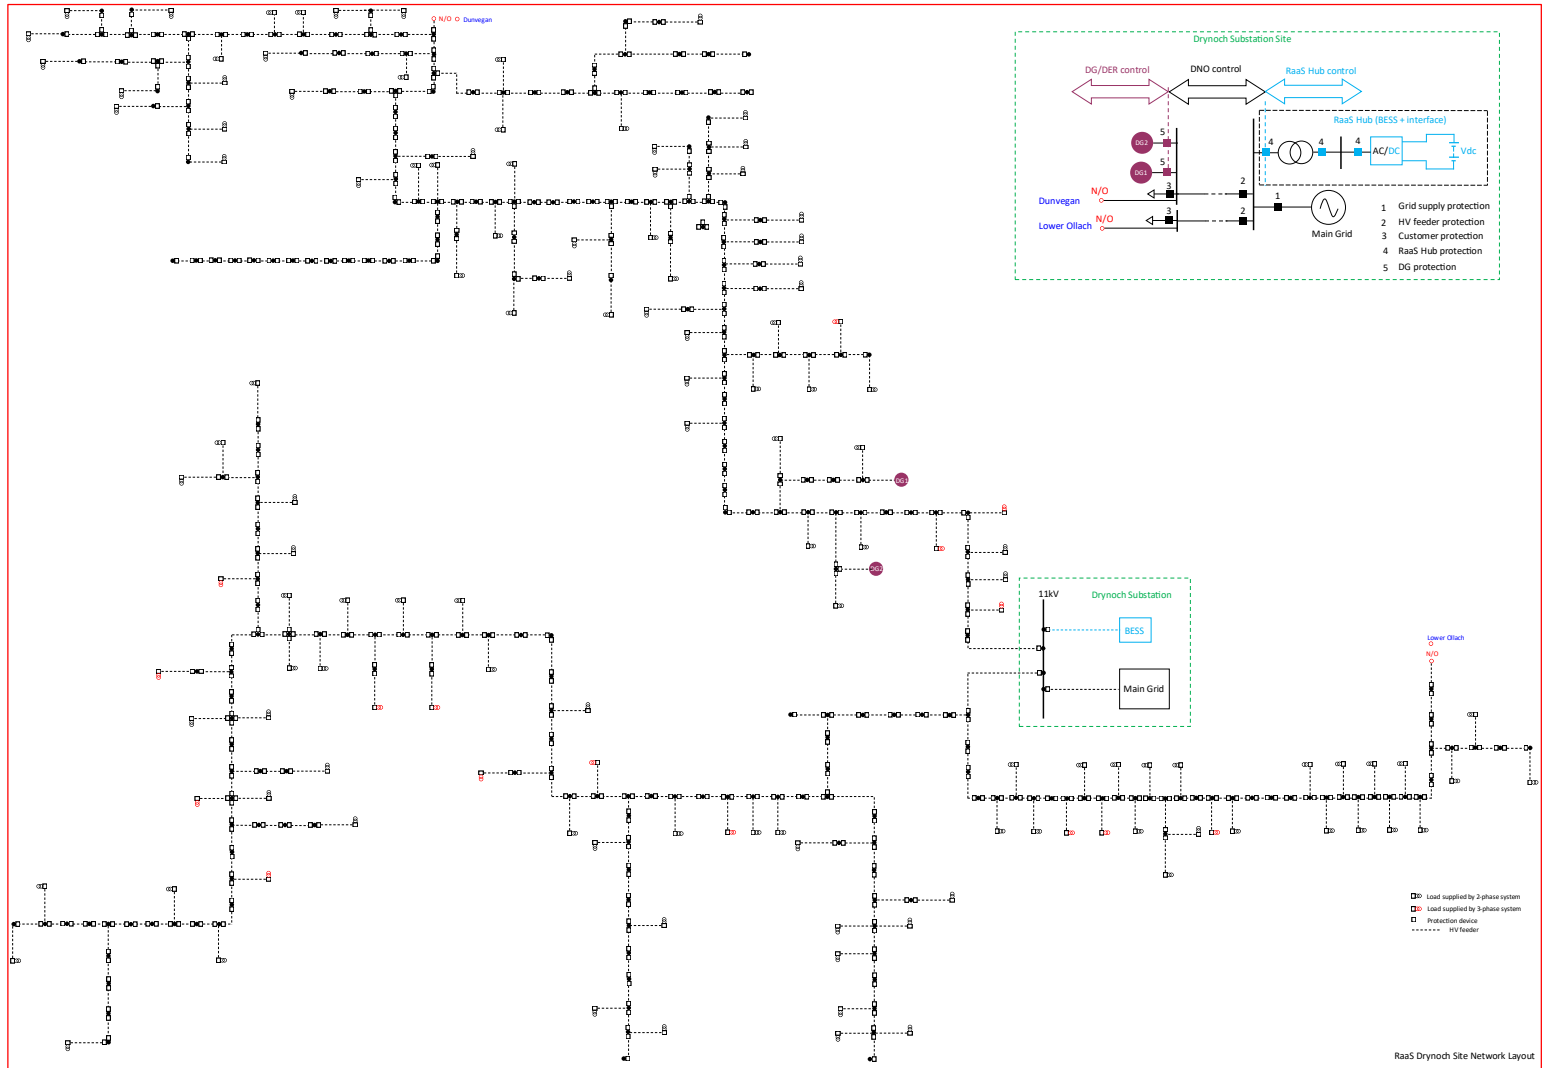 N/O
Dunvegan
Drynoch Substation Site
DG/DER control
DNO control
RaaS Hub control
RaaS Hub (BESS + interface)
5
DG2
5
DG1
4
4
4
AC/DC
Vdc
N/O
3
2
Dunvegan
N/O
3
2
1
Lower Ollach
Main Grid
1 Grid supply protection
2 HV feeder protection
3 Customer protection
4 RaaS Hub protection
5 DG protection
DG1
DG2
11kV
Drynoch Substation
BESS
Main Grid
Lower Ollach
N/O
Load supplied by 2-phase system
Load supplied by 3-phase system
Protection device
HV feeder
RaaS Drynoch Site Network Layout